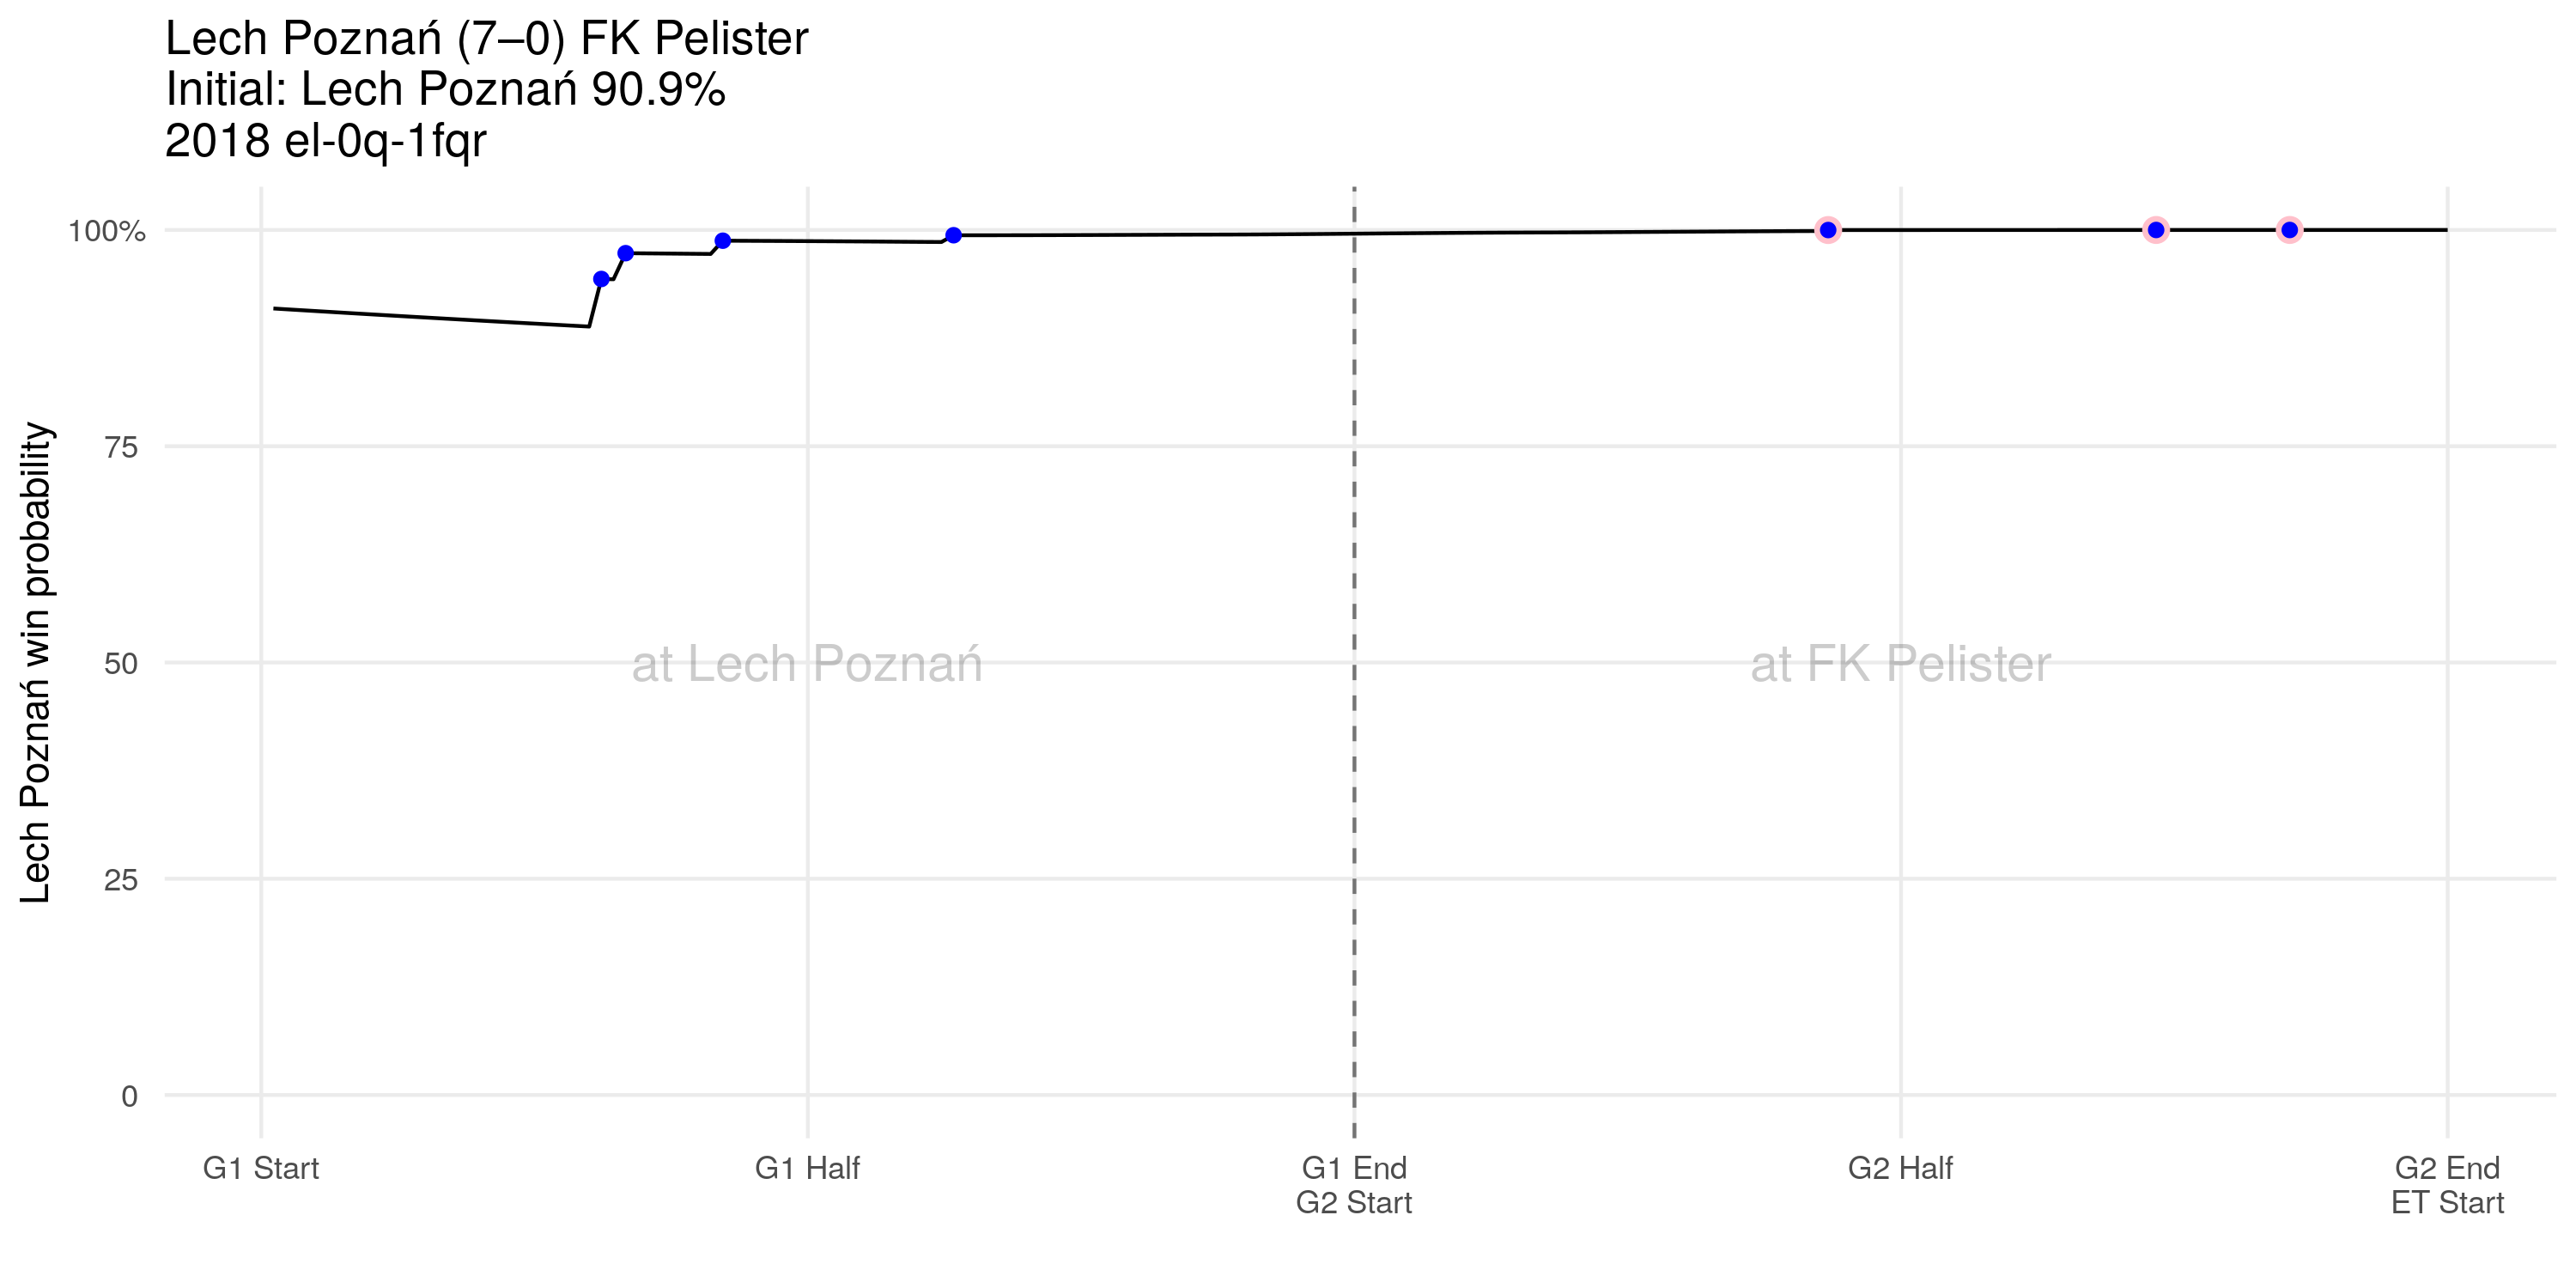 Lech Poznań (7–0) FK Pelister
Initial: Lech Poznań 90.9%
2018 el-0q-1fqr
Lech Poznań win probability
100%
75
50
25
0
at Lech Poznań
at FK Pelister
G1 Start
G1 Half
G1 End
G2 Start
G2 Half
G2 End
ET Start